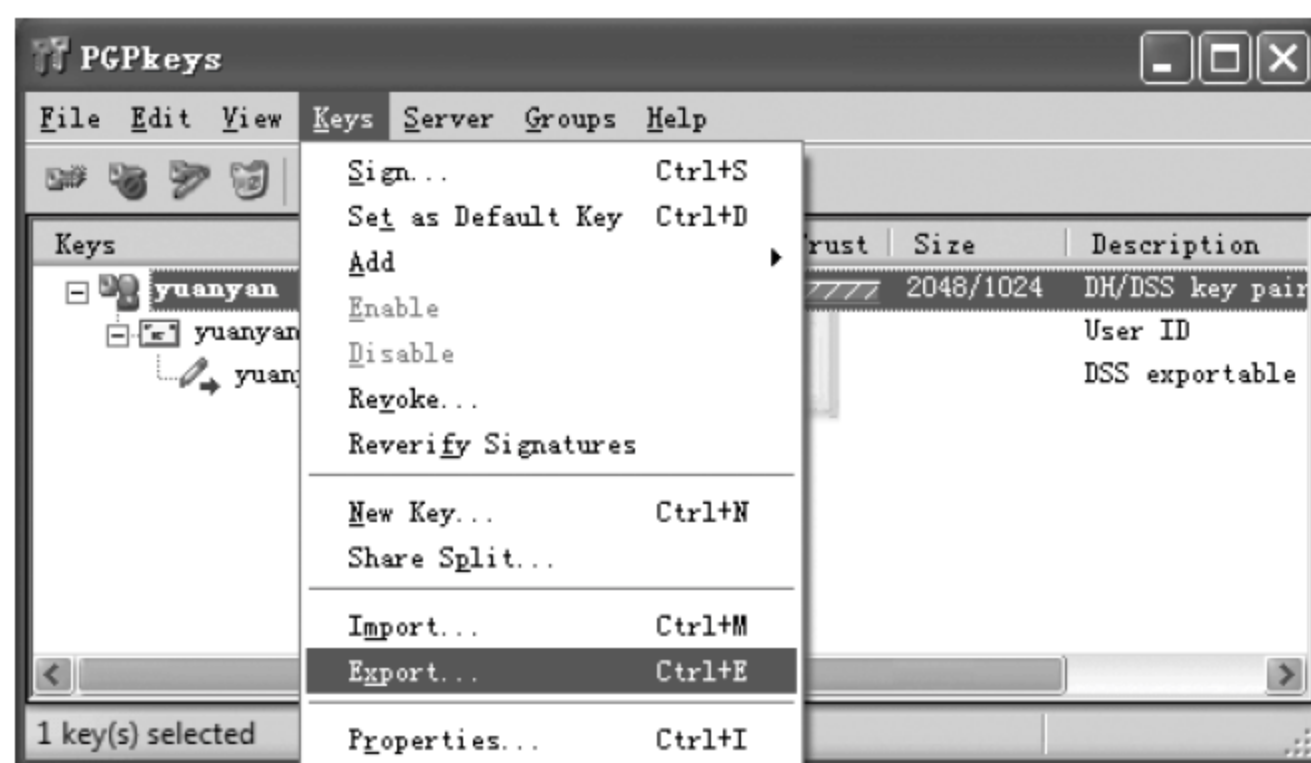 PGPkeys
File Edit View Keys Server Groups Help
Sign... Ctrl+S
Set as Default Key Ctrl+D
Keys Size Description
Add
yuanyan 2048/1024 DH/DSS key pair
Enable
yuanyan User ID
Disable
DSS exportable
Revoke...
Reverify Signatures
New Key... Ctrl+N
Share Split...
Import... Ctrl+M
Export... Ctrl+E
1 key(s) selected
Properties... Ctrl+I